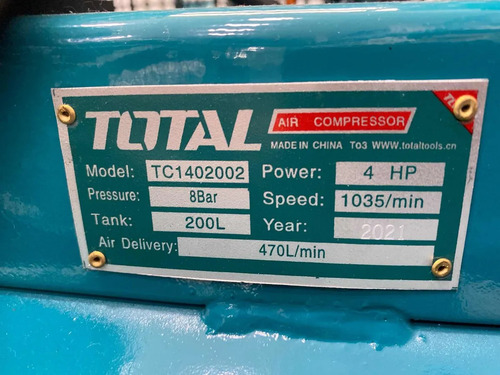 TOTAL AIR COMPRESSOR
MADE IN CHINA To3 www.totaltools.cn
Model: TC1402002 Power: 4 HP
Pressure: 8Bar Speed: 1035/min
Tank: 200L Year: 2021
Air Delivery: 470L/min